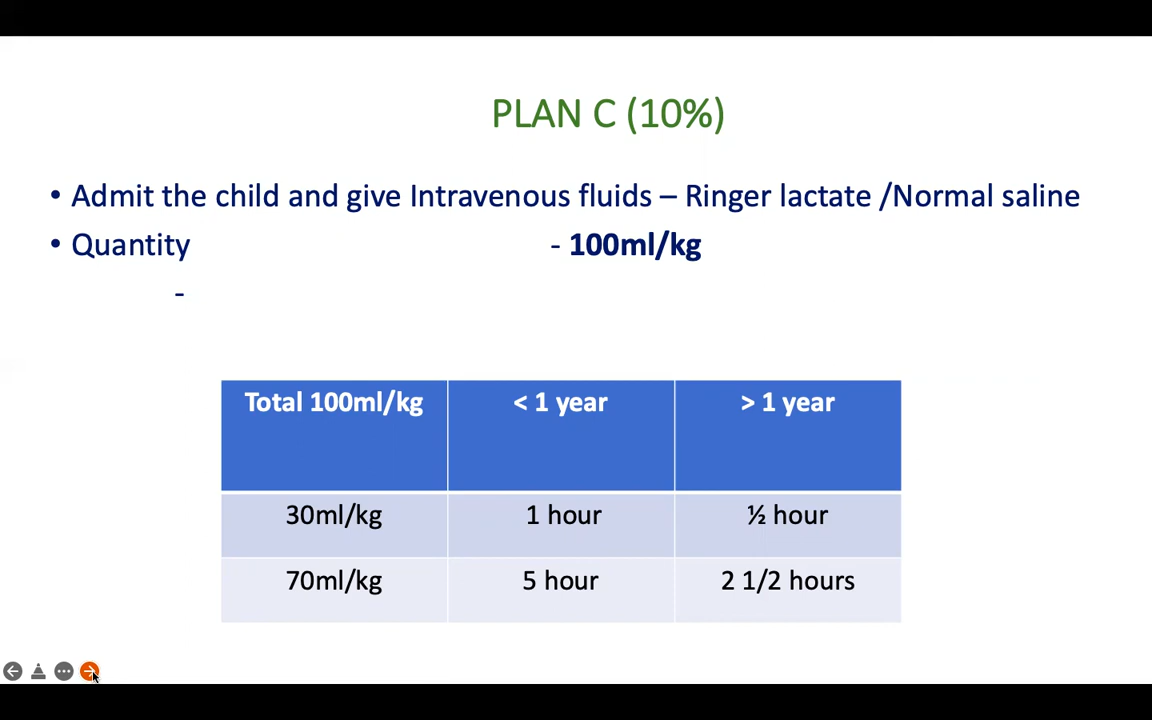 PLAN C (10%)
• Admit the child and give Intravenous fluids – Ringer lactate /Normal saline
• Quantity - 100ml/kg
-
Total 100ml/kg < 1 year > 1 year
30ml/kg 1 hour ½ hour
70ml/kg 5 hour 2 1/2 hours